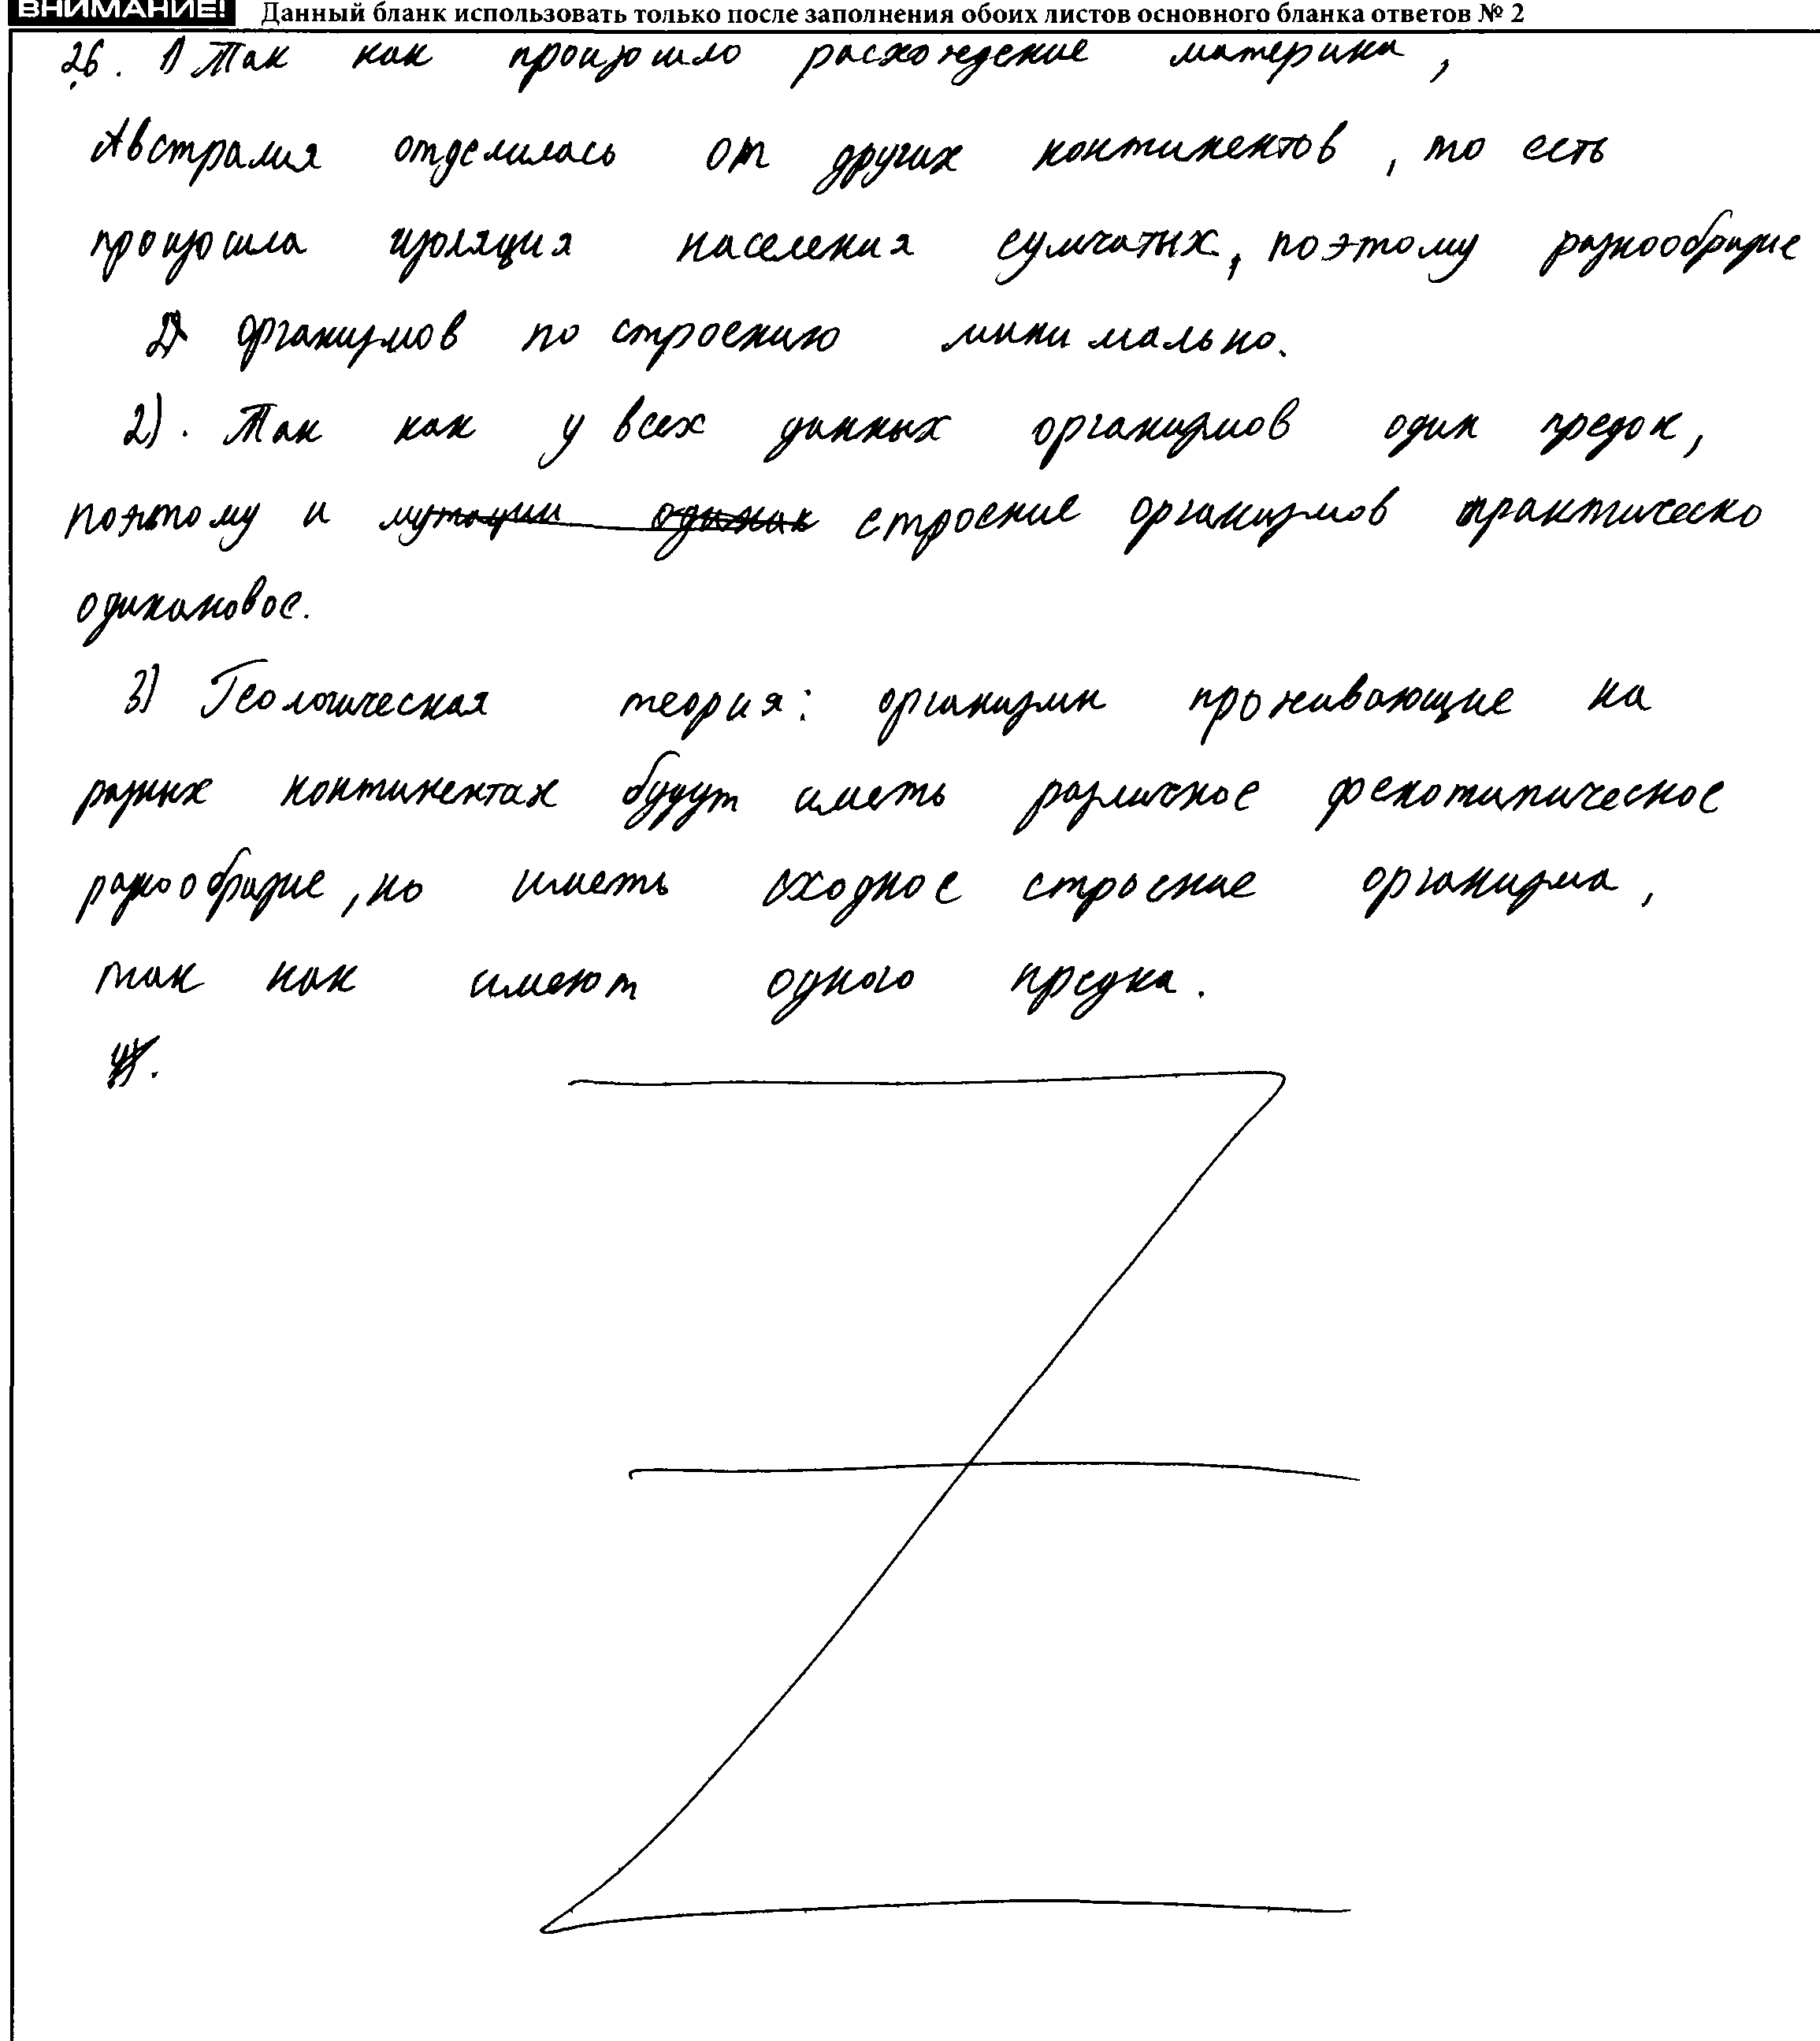 ВНИМАНИЕ! Данный бланк использовать только после заполнения обоих листов основного бланка ответов № 2
26. 1) Так как произошло расхождение материка,
Австралия отделилась от других континентов, то есть
произошла изоляция населения сумчатых, поэтому разнообразие
организмов по строению минимально.
2). Так как у всех данных организмов один предок,
поэтому и мутации одинак строение организмов практическо
одинаковое.
3) Геологическая теория: организмы проживающие на
разных континентах будут иметь различное фенотипическое
разнообразие, но иметь сходное строение организма,
так как имеют одного предка.